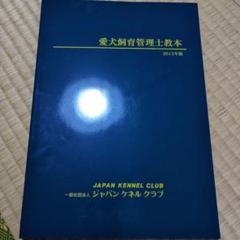 愛犬飼育管理士教本
2015年版
JAPAN KENNEL CLUB
一般社団法人 ジャパン ケネル クラブ